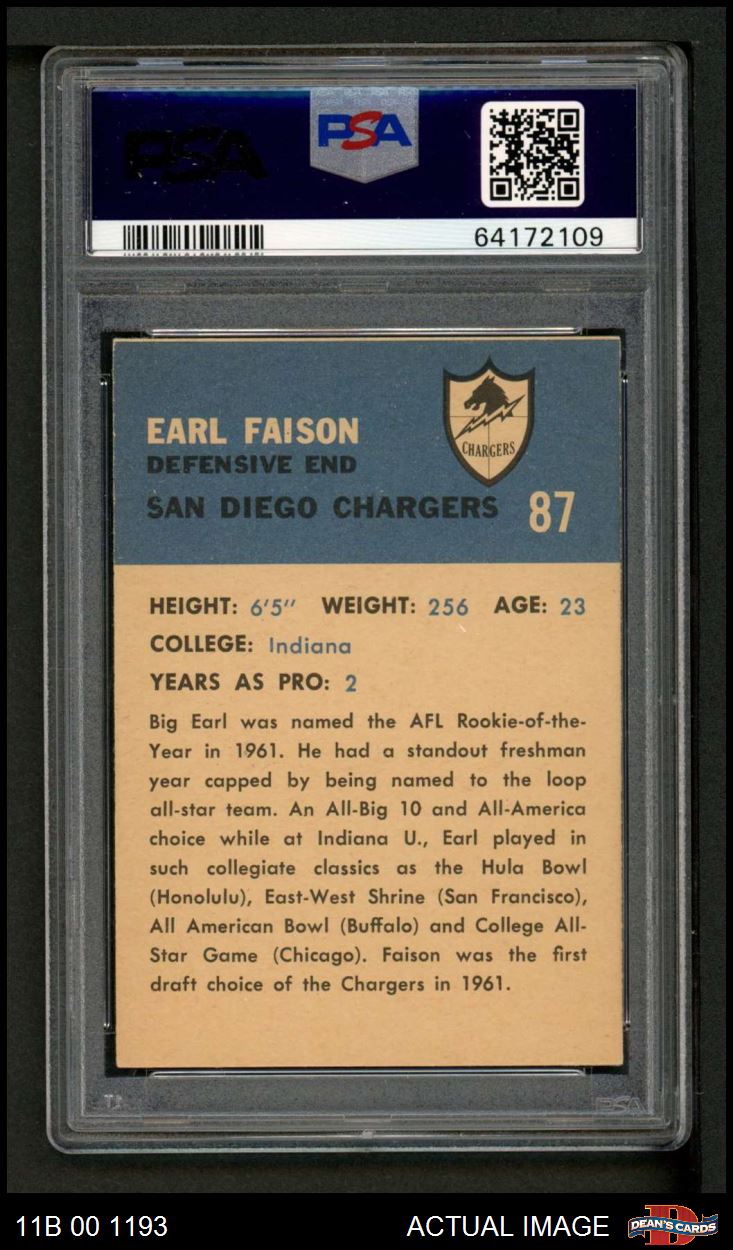 PSA
PSA
64172109
EARL FAISON
DEFENSIVE END
SAN DIEGO CHARGERS 87
CHARGERS
HEIGHT: 6'5" WEIGHT: 256 AGE: 23
COLLEGE: Indiana
YEARS AS PRO: 2
Big Earl was named the AFL Rookie-of-the-
Year in 1961. He had a standout freshman
year capped by being named to the loop
all-star team. An All-Big 10 and All-America
choice while at Indiana U., Earl played in
such collegiate classics as the Hula Bowl
(Honolulu), East-West Shrine (San Francisco),
All American Bowl (Buffalo) and College All-
Star Game (Chicago). Faison was the first
draft choice of the Chargers in 1961.
PSA
11B 00 1193 ACTUAL IMAGE DEAN'S CARDS